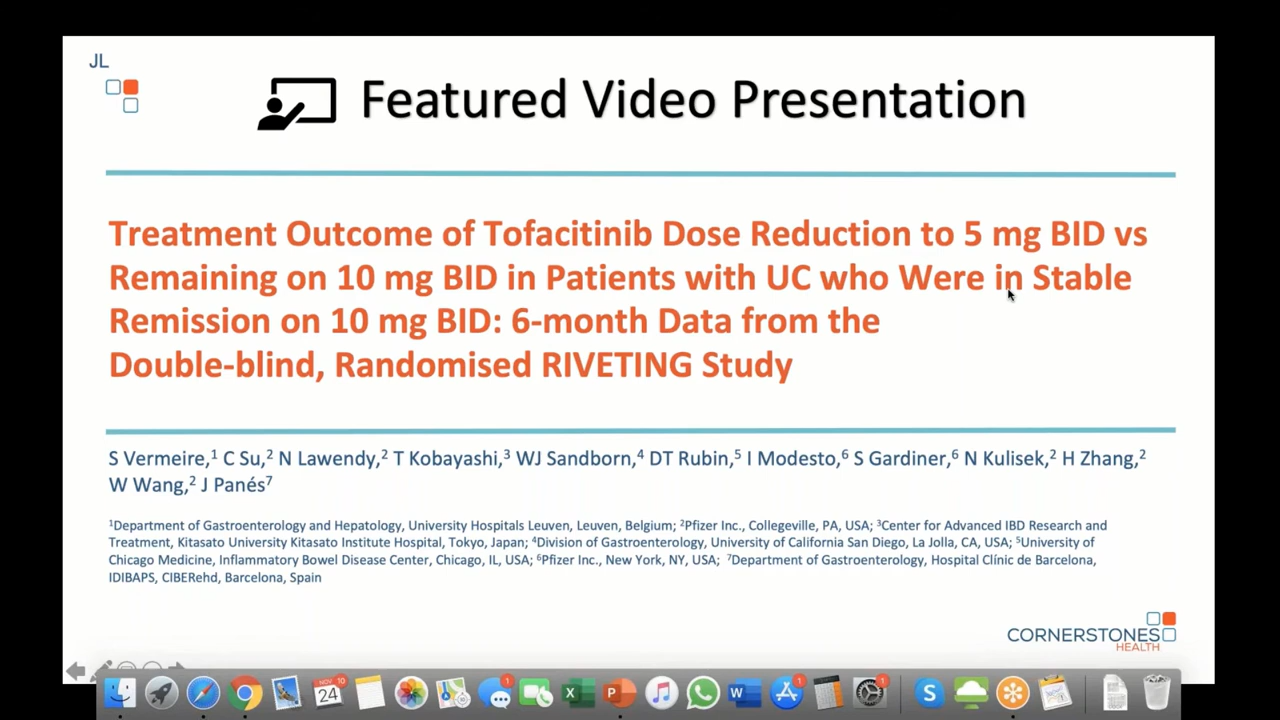 JL
Featured Video Presentation
Treatment Outcome of Tofacitinib Dose Reduction to 5 mg BID vs
Remaining on 10 mg BID in Patients with UC who Were in Stable
Remission on 10 mg BID: 6-month Data from the
Double-blind, Randomised RIVETING Study
S Vermeire,¹ C Su,² N Lawendy,² T Kobayashi,³ WJ Sandborn,⁴ DT Rubin,⁵ I Modesto,⁶ S Gardiner,⁶ N Kulisek,² H Zhang,²
W Wang,² J Panés⁷
¹Department of Gastroenterology and Hepatology, University Hospitals Leuven, Leuven, Belgium; ²Pfizer Inc., Collegeville, PA, USA; ³Center for Advanced IBD Research and
Treatment, Kitasato University Kitasato Institute Hospital, Tokyo, Japan; ⁴Division of Gastroenterology, University of California San Diego, La Jolla, CA, USA; ⁵University of
Chicago Medicine, Inflammatory Bowel Disease Center, Chicago, IL, USA; ⁶Pfizer Inc., New York, NY, USA; ⁷Department of Gastroenterology, Hospital Clínic de Barcelona,
IDIBAPS, CIBERehd, Barcelona, Spain
CORNERSTONES
HEALTH
NOV 10
24
1
X
P
W
1
1
S